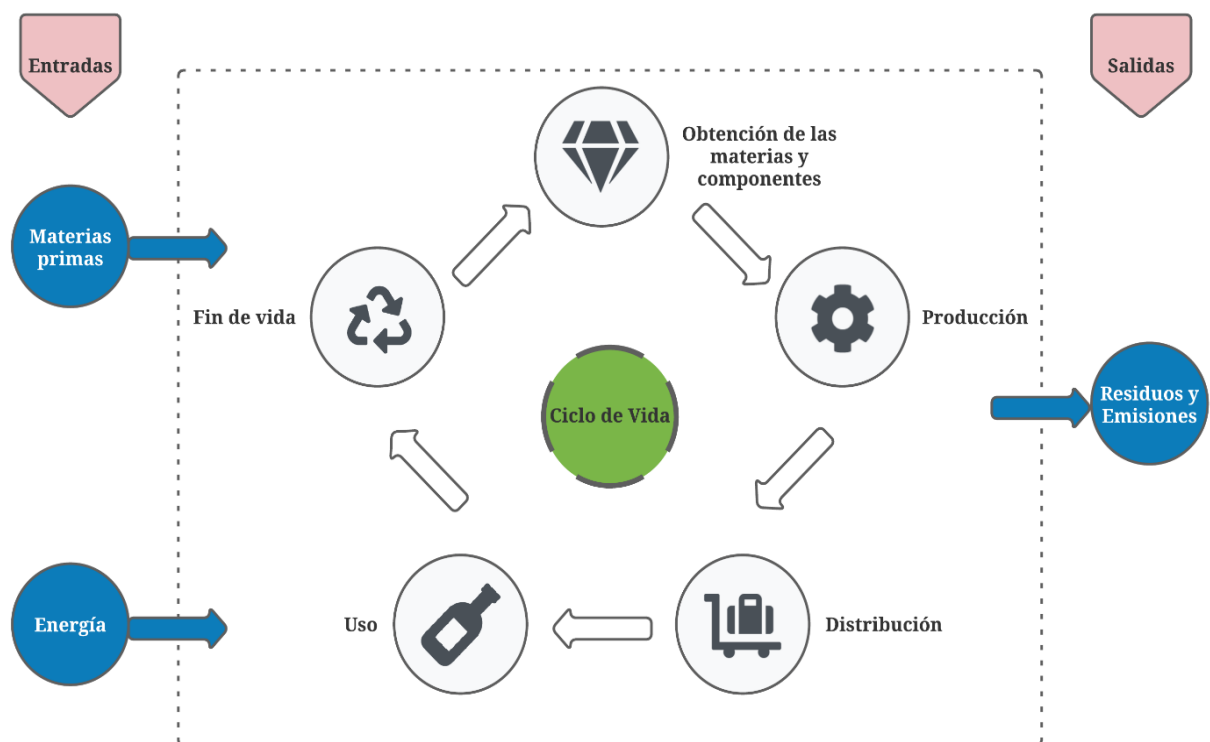 Entradas
Salidas
Obtención de las
materias y
componentes
Materias
primas
Fin de vida
Producción
Ciclo de Vida
Residuos y
Emisiones
Energía
Uso
Distribución